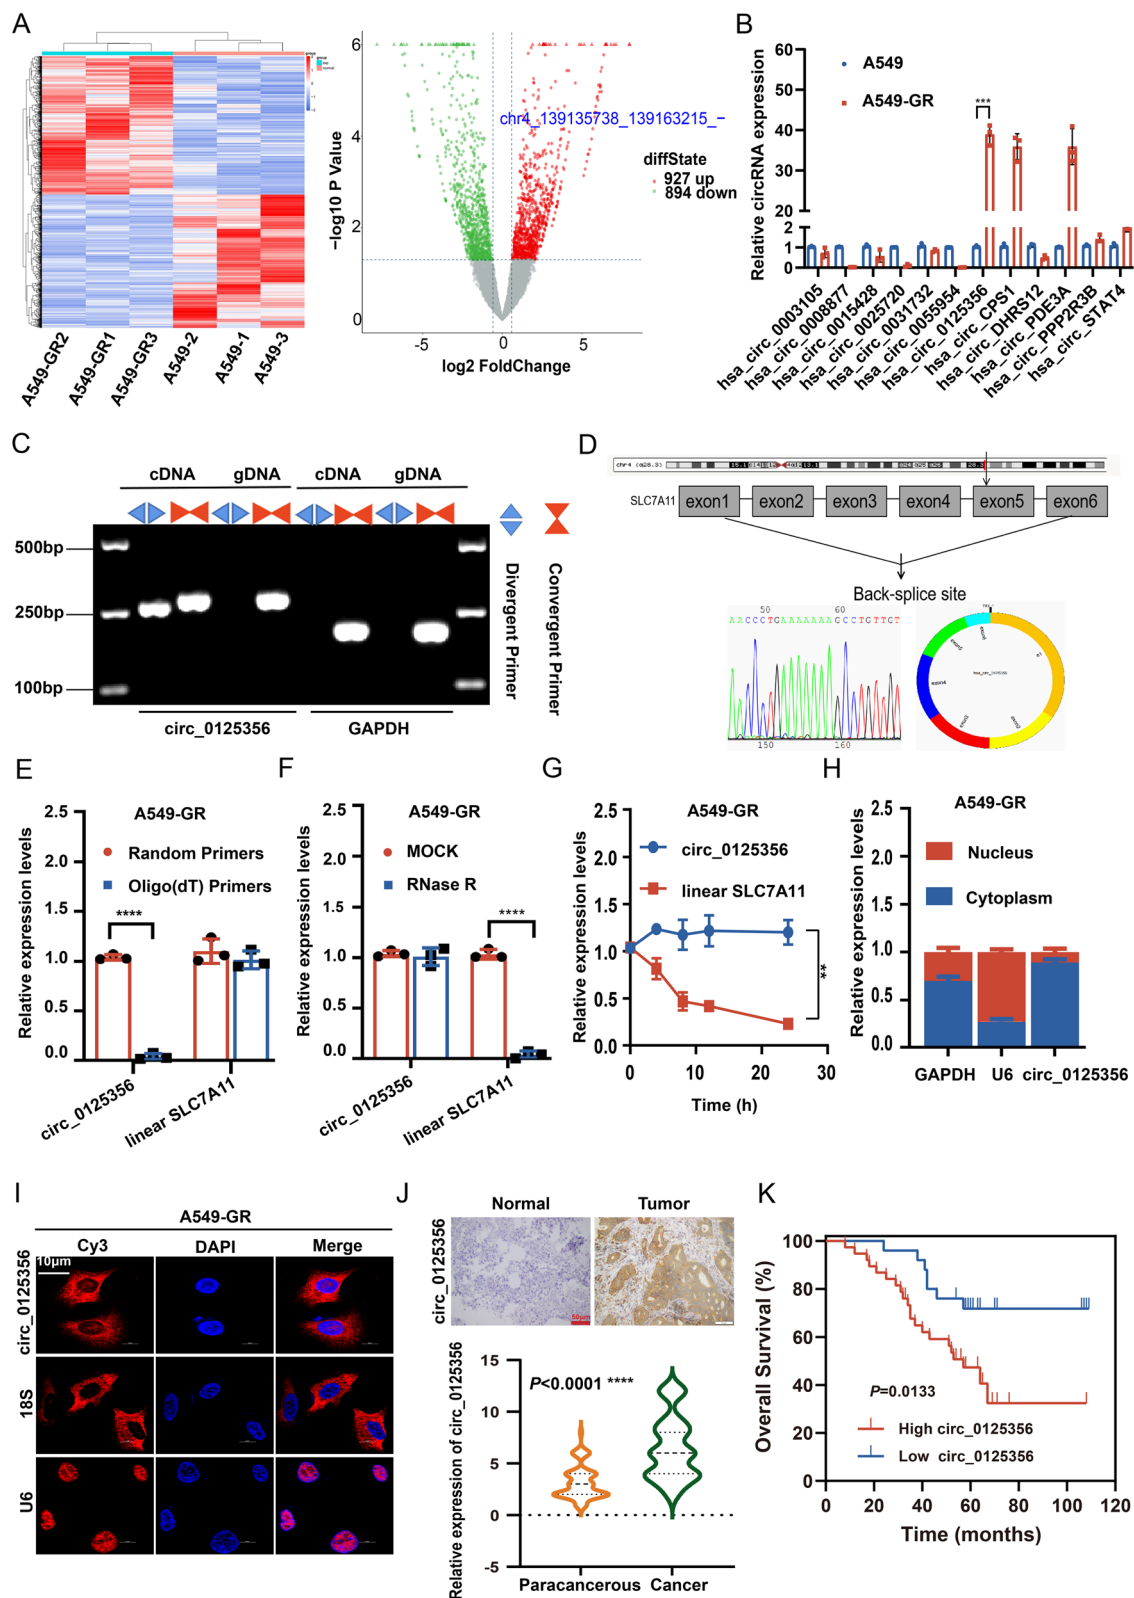 A
group
group
exp
normal
A549-GR2
A549-GR1
A549-GR3
A549-2
A549-1
A549-3
−log10 P Value
6
4
2
0
-5
0
5
log2 FoldChange
chr4_139135738_139163215_−
diffState
927 up
894 down
B
Relative circRNA expression
60
50
40
30
20
2
1
0
A549
A549-GR
***
hsa_circ_0003105
hsa_circ_0008877
hsa_circ_0015428
hsa_circ_0025720
hsa_circ_0031732
hsa_circ_0055954
hsa_circ_0125356
hsa_circ_CPS1
hsa_circ_DHRS12
hsa_circ_PDE3A
hsa_circ_PPP2R3B
hsa_circ_STAT4
C
cDNA
gDNA
cDNA
gDNA
500bp
250bp
100bp
circ_0125356
GAPDH
Divergent Primer
Convergent Primer
D
chr4 (q28.3)
SLC7A11
exon1
exon2
exon3
exon4
exon5
exon6
Back-splice site
50
60
AACCCTGAAAAAAAGCCTGTTGT
150
160
exon4
hsa_circ_0125356
E
Relative expression levels
2.5
2.0
1.5
1.0
0.5
0.0
A549-GR
Random Primers
Oligo(dT) Primers
****
circ_0125356
linear SLC7A11
F
Relative expression levels
2.5
2.0
1.5
1.0
0.5
0.0
A549-GR
MOCK
RNase R
****
circ_0125356
linear SLC7A11
G
Relative expression levels
2.5
2.0
1.5
1.0
0.5
0.0
A549-GR
circ_0125356
linear SLC7A11
**
0
10
20
30
Time (h)
H
Relative expression levels
2.5
2.0
1.5
1.0
0.5
0.0
A549-GR
Nucleus
Cytoplasm
GAPDH
U6
circ_0125356
I
A549-GR
Cy3
DAPI
Merge
circ_0125356
10μm
18S
U6
J
Normal
Tumor
circ_0125356
50μm
Relative expression of circ_0125356
15
10
5
0
-5
P<0.0001 ****
Paracancerous
Cancer
K
Overall Survival (%)
100
80
60
40
20
0
P=0.0133
High circ_0125356
Low circ_0125356
0
20
40
60
80
100
120
Time (months)